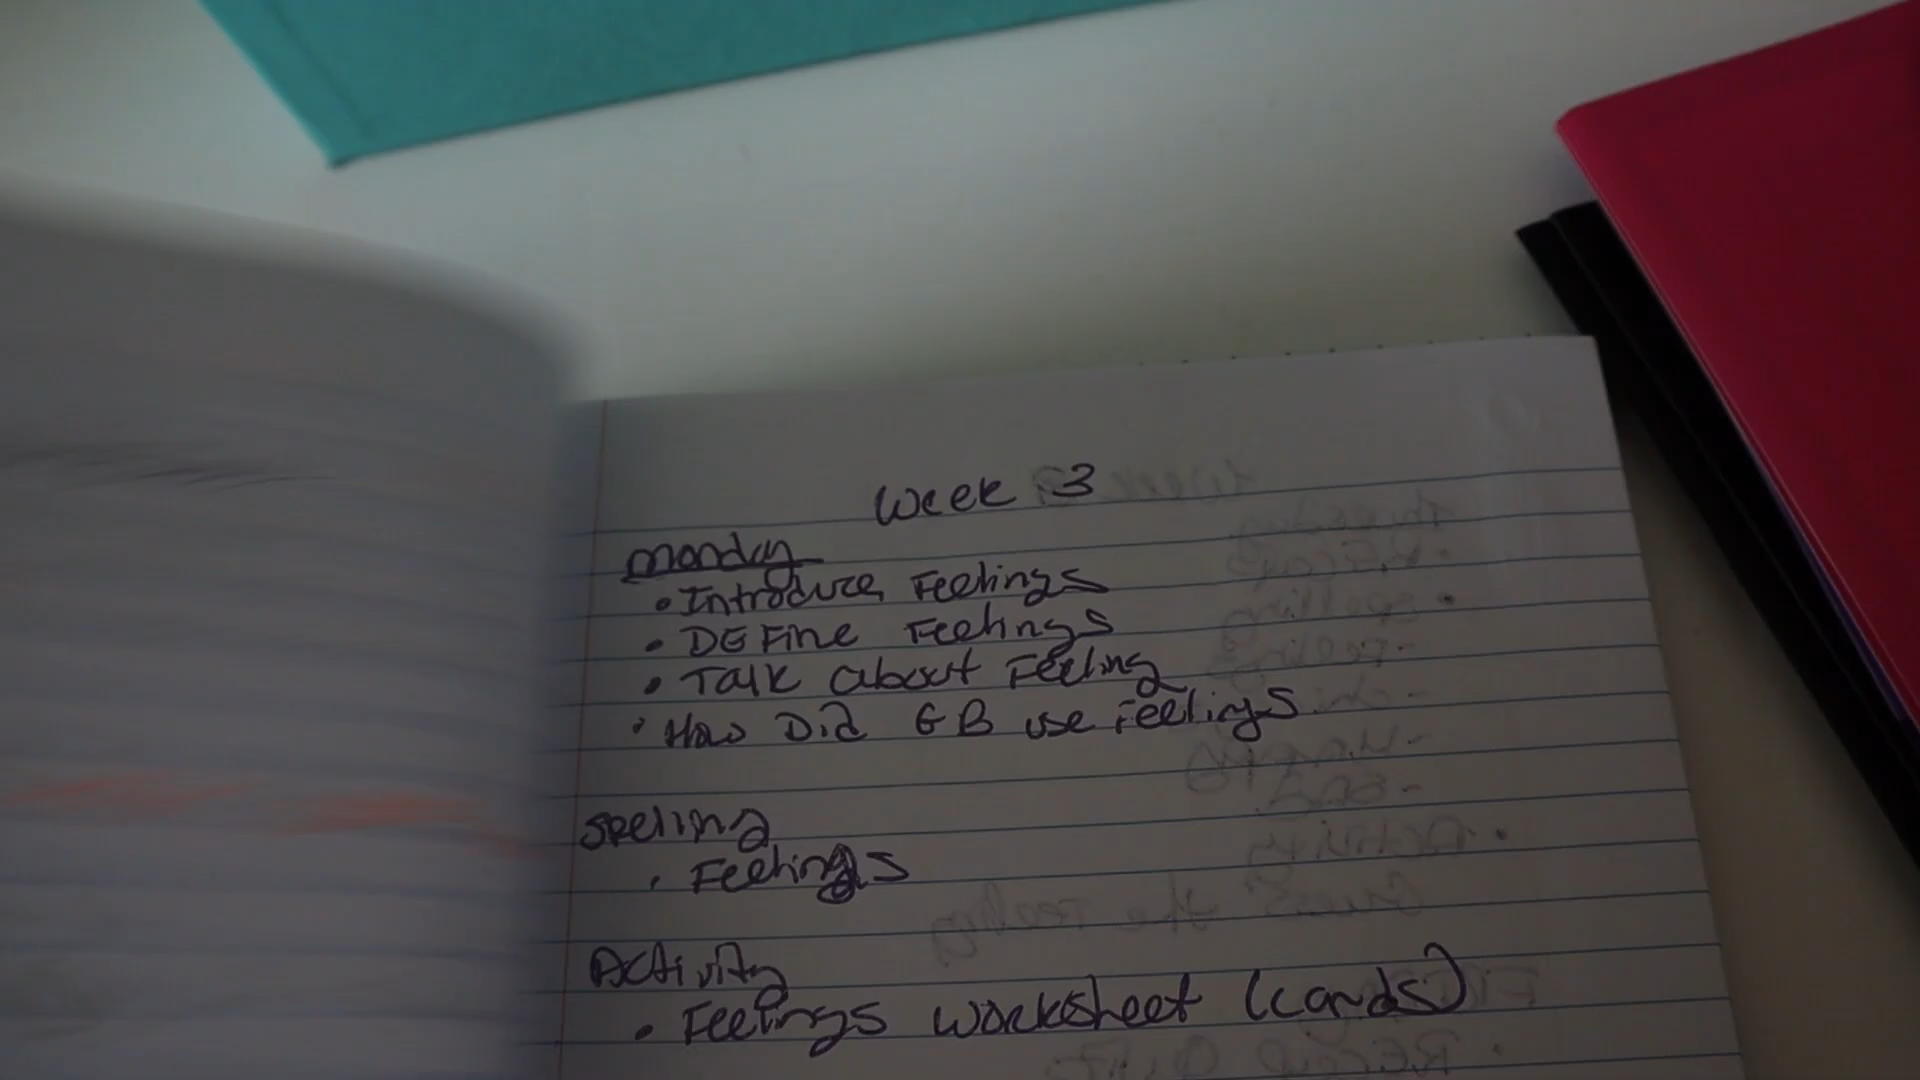 Week 3
monday
• Introduce Feelings
• DEFine Feelings
• Talk about Feeling
• How Did GB use Feelings
Spelling
• Feelings
Activity
• Feelings worksheet (cards)